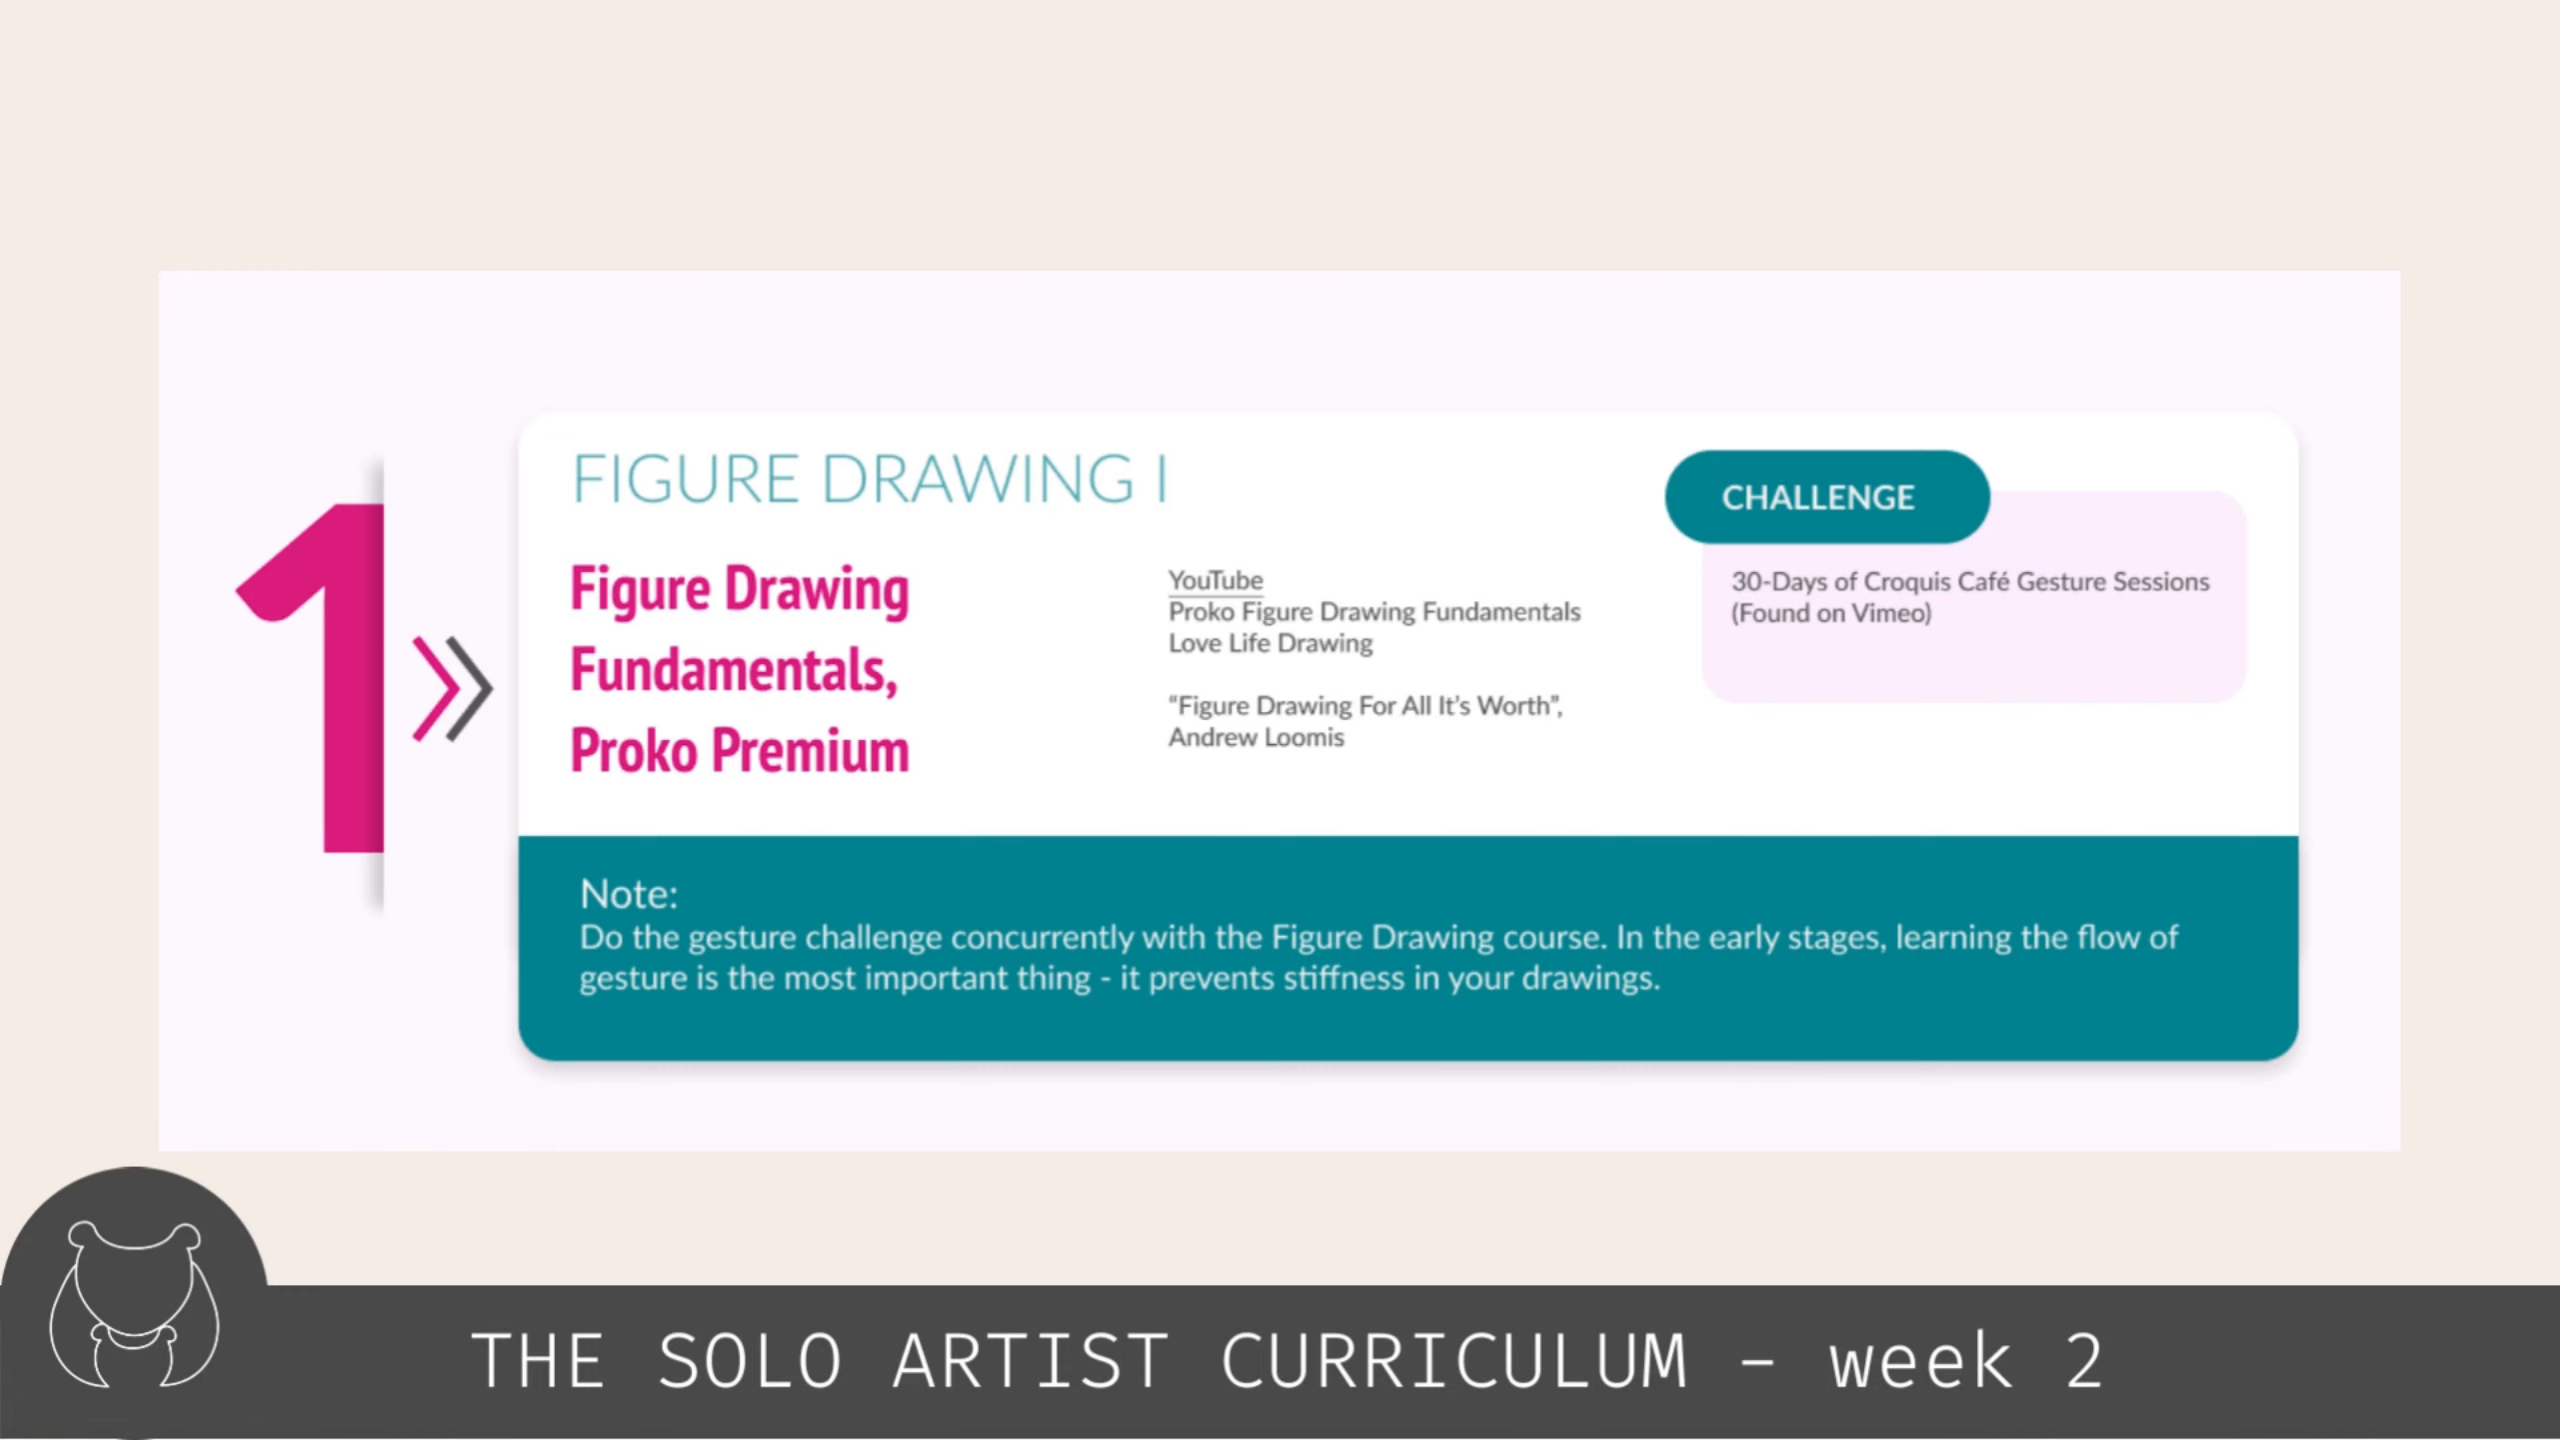 1
FIGURE DRAWING I
Figure Drawing
Fundamentals,
Proko Premium
YouTube
Proko Figure Drawing Fundamentals
Love Life Drawing
“Figure Drawing For All It’s Worth”,
Andrew Loomis
CHALLENGE
30-Days of Croquis Café Gesture Sessions
(Found on Vimeo)
Note:
Do the gesture challenge concurrently with the Figure Drawing course. In the early stages, learning the flow of
gesture is the most important thing - it prevents stiffness in your drawings.
THE SOLO ARTIST CURRICULUM - week 2